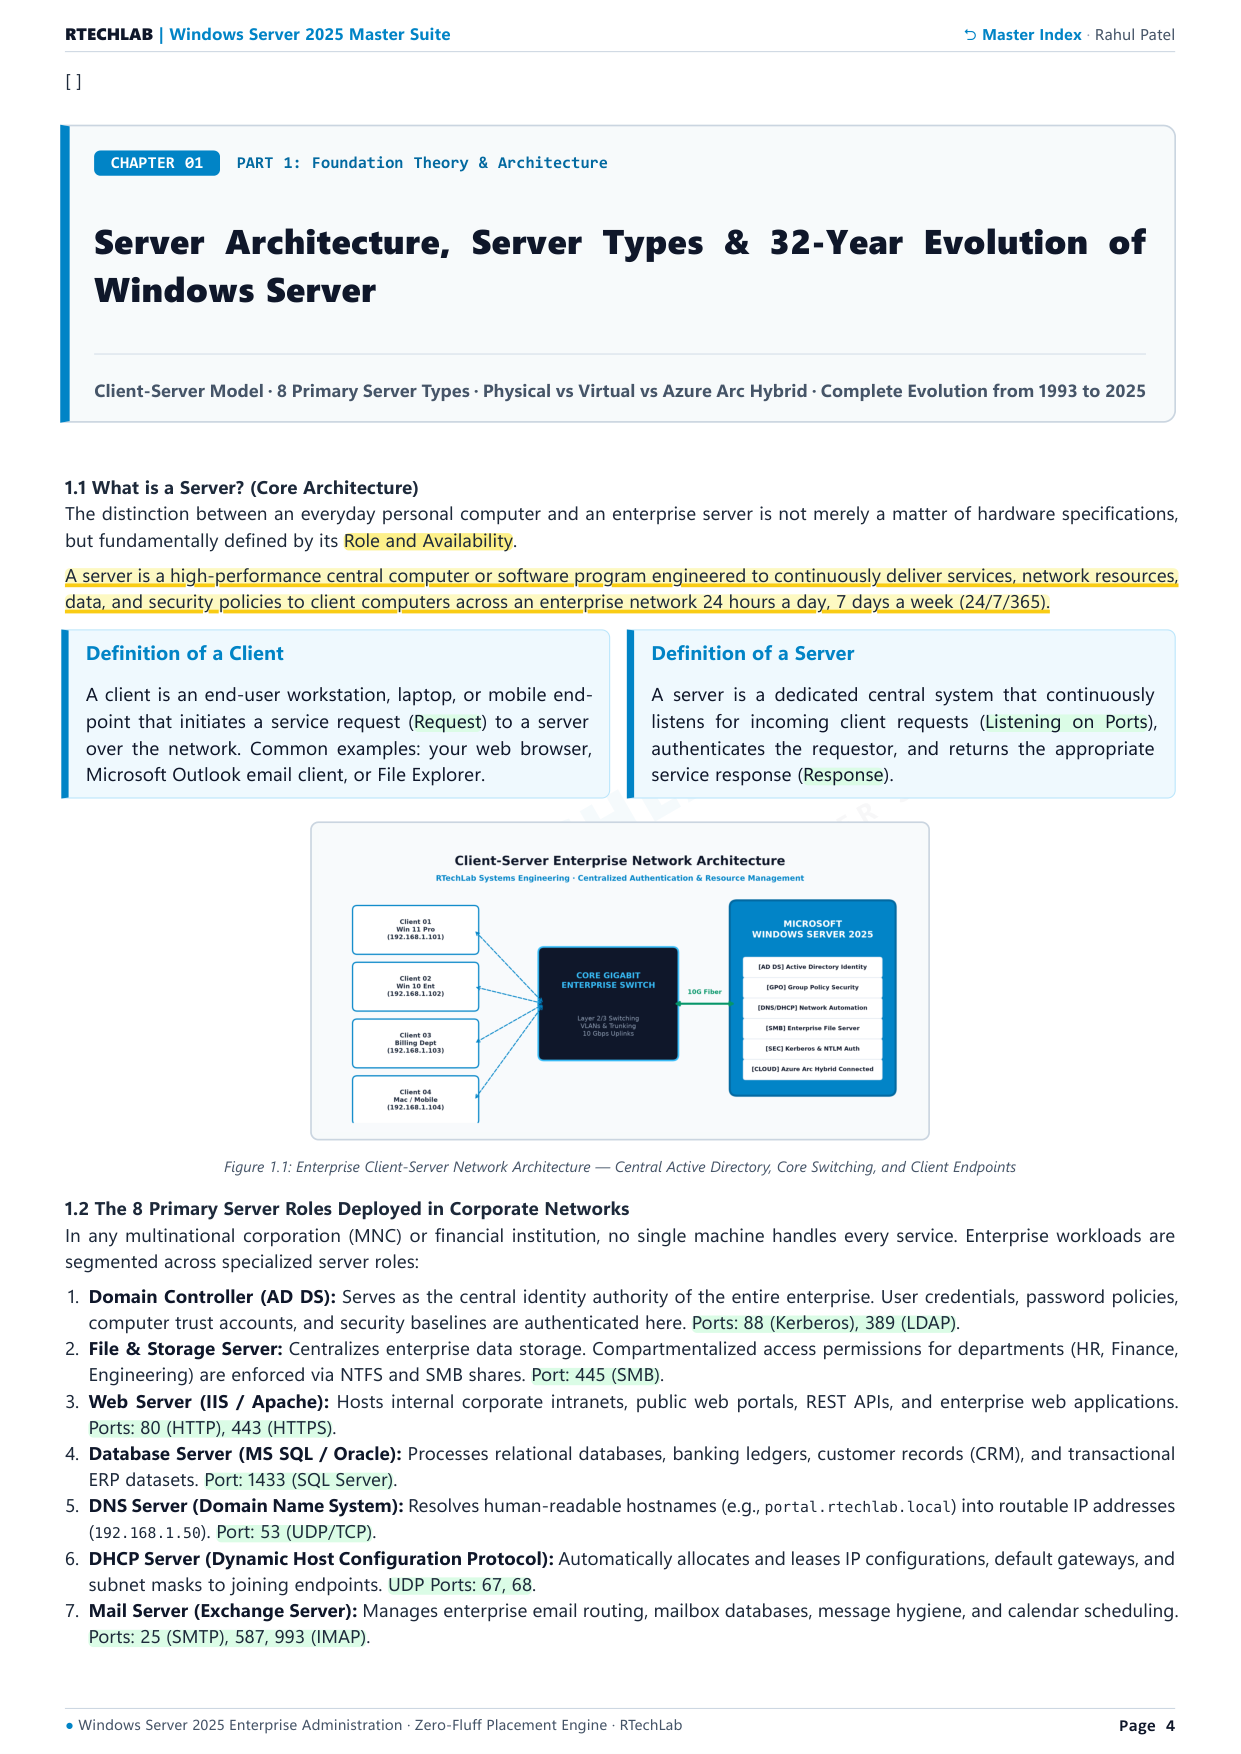 RTECHLAB | Windows Server 2025 Master Suite
⮌ Master Index · Rahul Patel
[ ]
CHAPTER 01 PART 1: Foundation Theory & Architecture
Server Architecture, Server Types & 32-Year Evolution of
Windows Server
Client-Server Model · 8 Primary Server Types · Physical vs Virtual vs Azure Arc Hybrid · Complete Evolution from 1993 to 2025
1.1 What is a Server? (Core Architecture)
The distinction between an everyday personal computer and an enterprise server is not merely a matter of hardware specifications,
but fundamentally defined by its Role and Availability.
A server is a high-performance central computer or software program engineered to continuously deliver services, network resources,
data, and security policies to client computers across an enterprise network 24 hours a day, 7 days a week (24/7/365).
Definition of a Client
A client is an end-user workstation, laptop, or mobile end-
point that initiates a service request (Request) to a server
over the network. Common examples: your web browser,
Microsoft Outlook email client, or File Explorer.
Definition of a Server
A server is a dedicated central system that continuously
listens for incoming client requests (Listening on Ports),
authenticates the requestor, and returns the appropriate
service response (Response).
Client-Server Enterprise Network Architecture
RTechLab Systems Engineering · Centralized Authentication & Resource Management
Client 01
Win 11 Pro
(192.168.1.101)
Client 02
Win 10 Ent
(192.168.1.102)
Client 03
Billing Dept
(192.168.1.103)
Client 04
Mac / Mobile
(192.168.1.104)
CORE GIGABIT
ENTERPRISE SWITCH
Layer 2/3 Switching
VLANs & Trunking
10 Gbps Uplinks
10G Fiber
MICROSOFT
WINDOWS SERVER 2025
[AD DS] Active Directory Identity
[GPO] Group Policy Security
[DNS/DHCP] Network Automation
[SMB] Enterprise File Server
[SEC] Kerberos & NTLM Auth
[CLOUD] Azure Arc Hybrid Connected
Figure 1.1: Enterprise Client-Server Network Architecture — Central Active Directory, Core Switching, and Client Endpoints
1.2 The 8 Primary Server Roles Deployed in Corporate Networks
In any multinational corporation (MNC) or financial institution, no single machine handles every service. Enterprise workloads are
segmented across specialized server roles:
1. Domain Controller (AD DS): Serves as the central identity authority of the entire enterprise. User credentials, password policies,
computer trust accounts, and security baselines are authenticated here. Ports: 88 (Kerberos), 389 (LDAP).
2. File & Storage Server: Centralizes enterprise data storage. Compartmentalized access permissions for departments (HR, Finance,
Engineering) are enforced via NTFS and SMB shares. Port: 445 (SMB).
3. Web Server (IIS / Apache): Hosts internal corporate intranets, public web portals, REST APIs, and enterprise web applications.
Ports: 80 (HTTP), 443 (HTTPS).
4. Database Server (MS SQL / Oracle): Processes relational databases, banking ledgers, customer records (CRM), and transactional
ERP datasets. Port: 1433 (SQL Server).
5. DNS Server (Domain Name System): Resolves human-readable hostnames (e.g., portal.rtechlab.local) into routable IP addresses
(192.168.1.50). Port: 53 (UDP/TCP).
6. DHCP Server (Dynamic Host Configuration Protocol): Automatically allocates and leases IP configurations, default gateways, and
subnet masks to joining endpoints. UDP Ports: 67, 68.
7. Mail Server (Exchange Server): Manages enterprise email routing, mailbox databases, message hygiene, and calendar scheduling.
Ports: 25 (SMTP), 587, 993 (IMAP).
● Windows Server 2025 Enterprise Administration · Zero-Fluff Placement Engine · RTechLab
Page 4